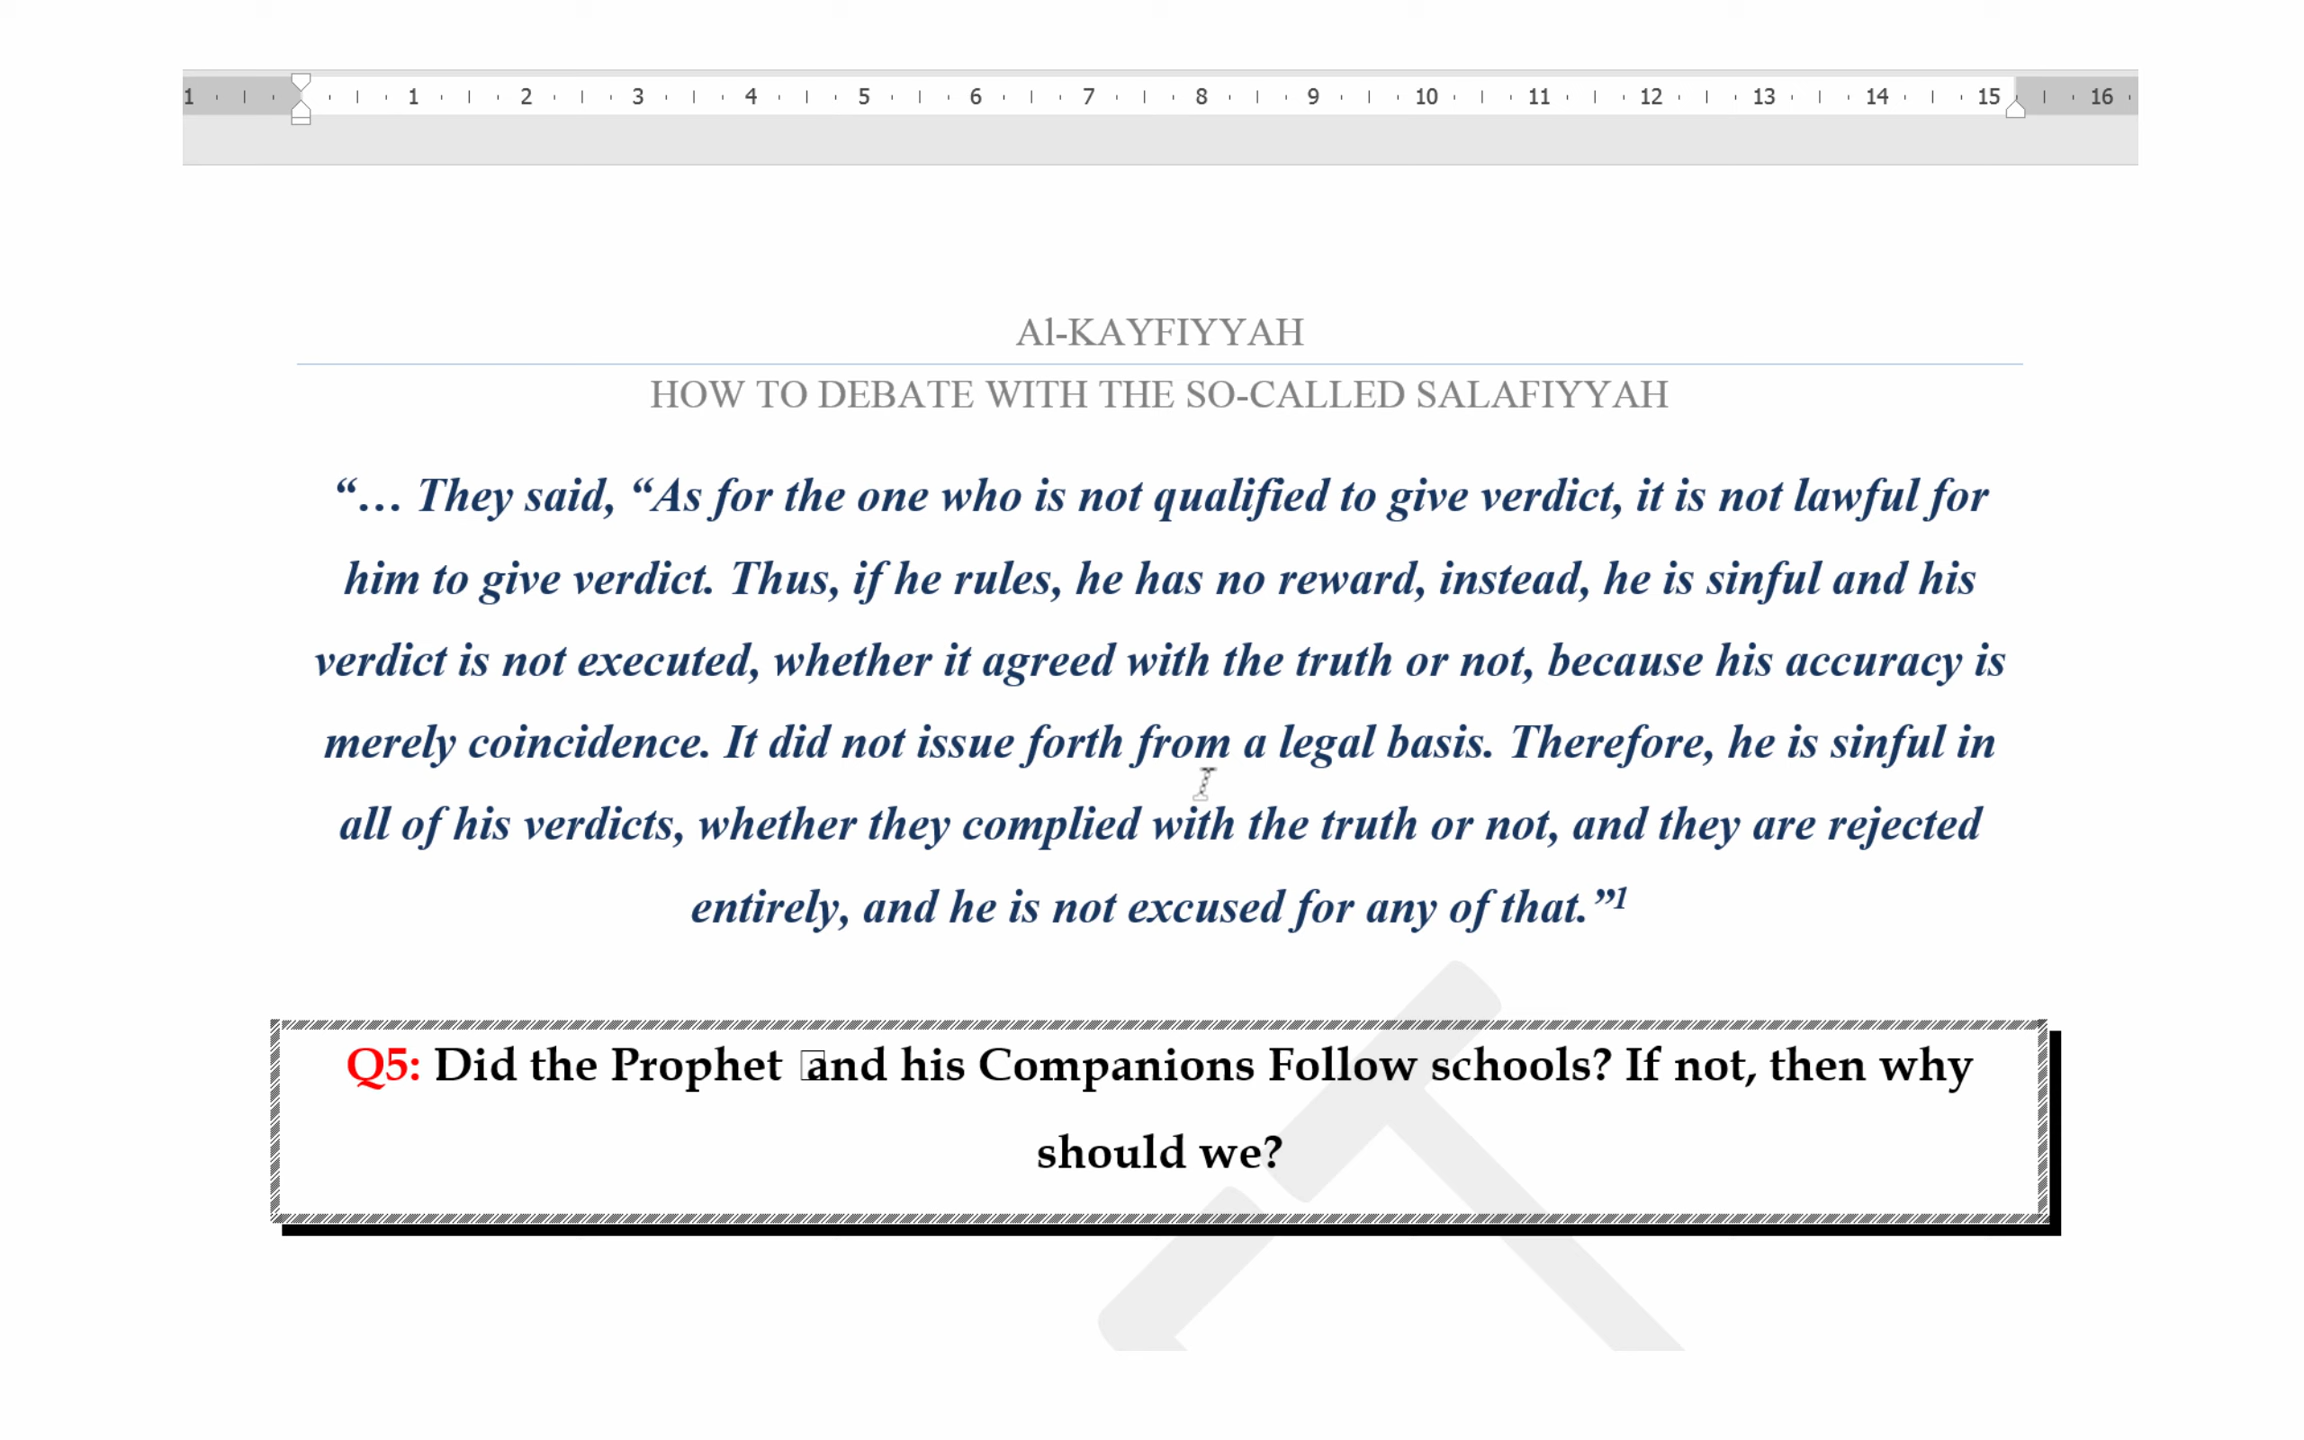 1 1 2 3 4 5 6 7 8 9 10 11 12 13 14 15 16
Al-KAYFIYYAH
HOW TO DEBATE WITH THE SO-CALLED SALAFIYYAH
“… They said, “As for the one who is not qualified to give verdict, it is not lawful for
him to give verdict. Thus, if he rules, he has no reward, instead, he is sinful and his
verdict is not executed, whether it agreed with the truth or not, because his accuracy is
merely coincidence. It did not issue forth from a legal basis. Therefore, he is sinful in
all of his verdicts, whether they complied with the truth or not, and they are rejected
entirely, and he is not excused for any of that.”1
Q5: Did the Prophet and his Companions Follow schools? If not, then why
should we?